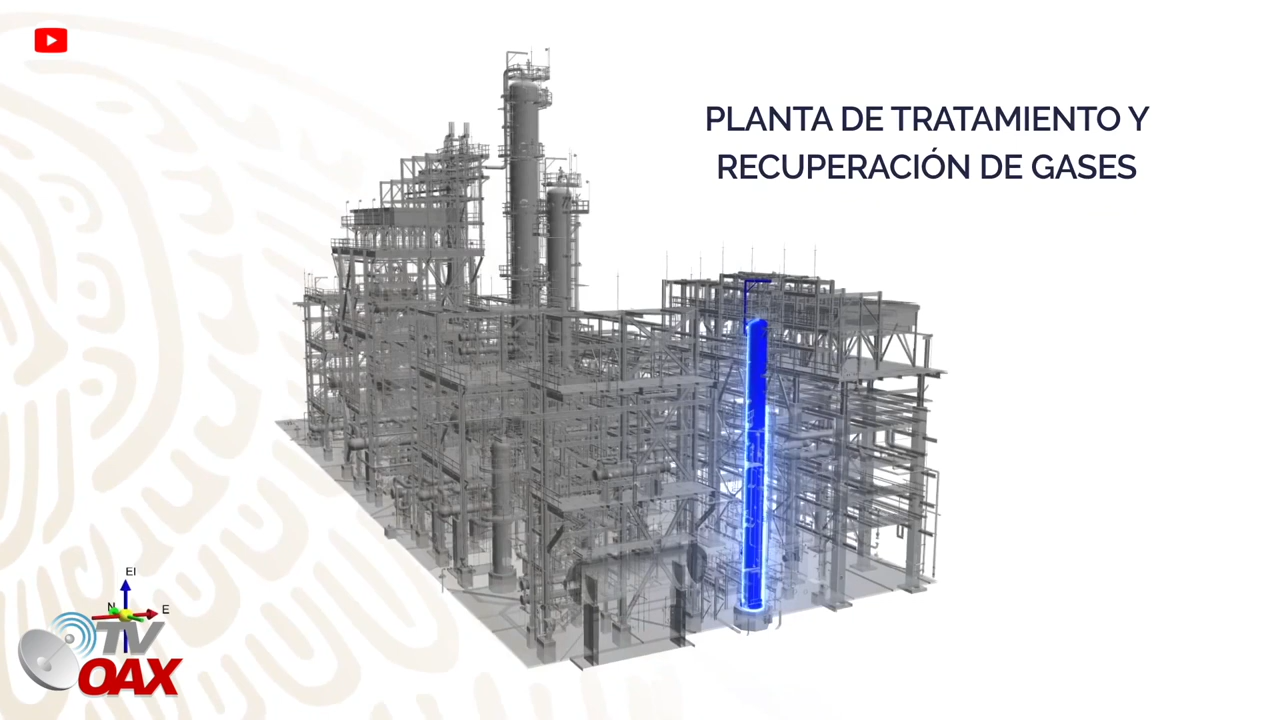 PLANTA DE TRATAMIENTO Y
RECUPERACIÓN DE GASES
El
N
E
TV
OAX